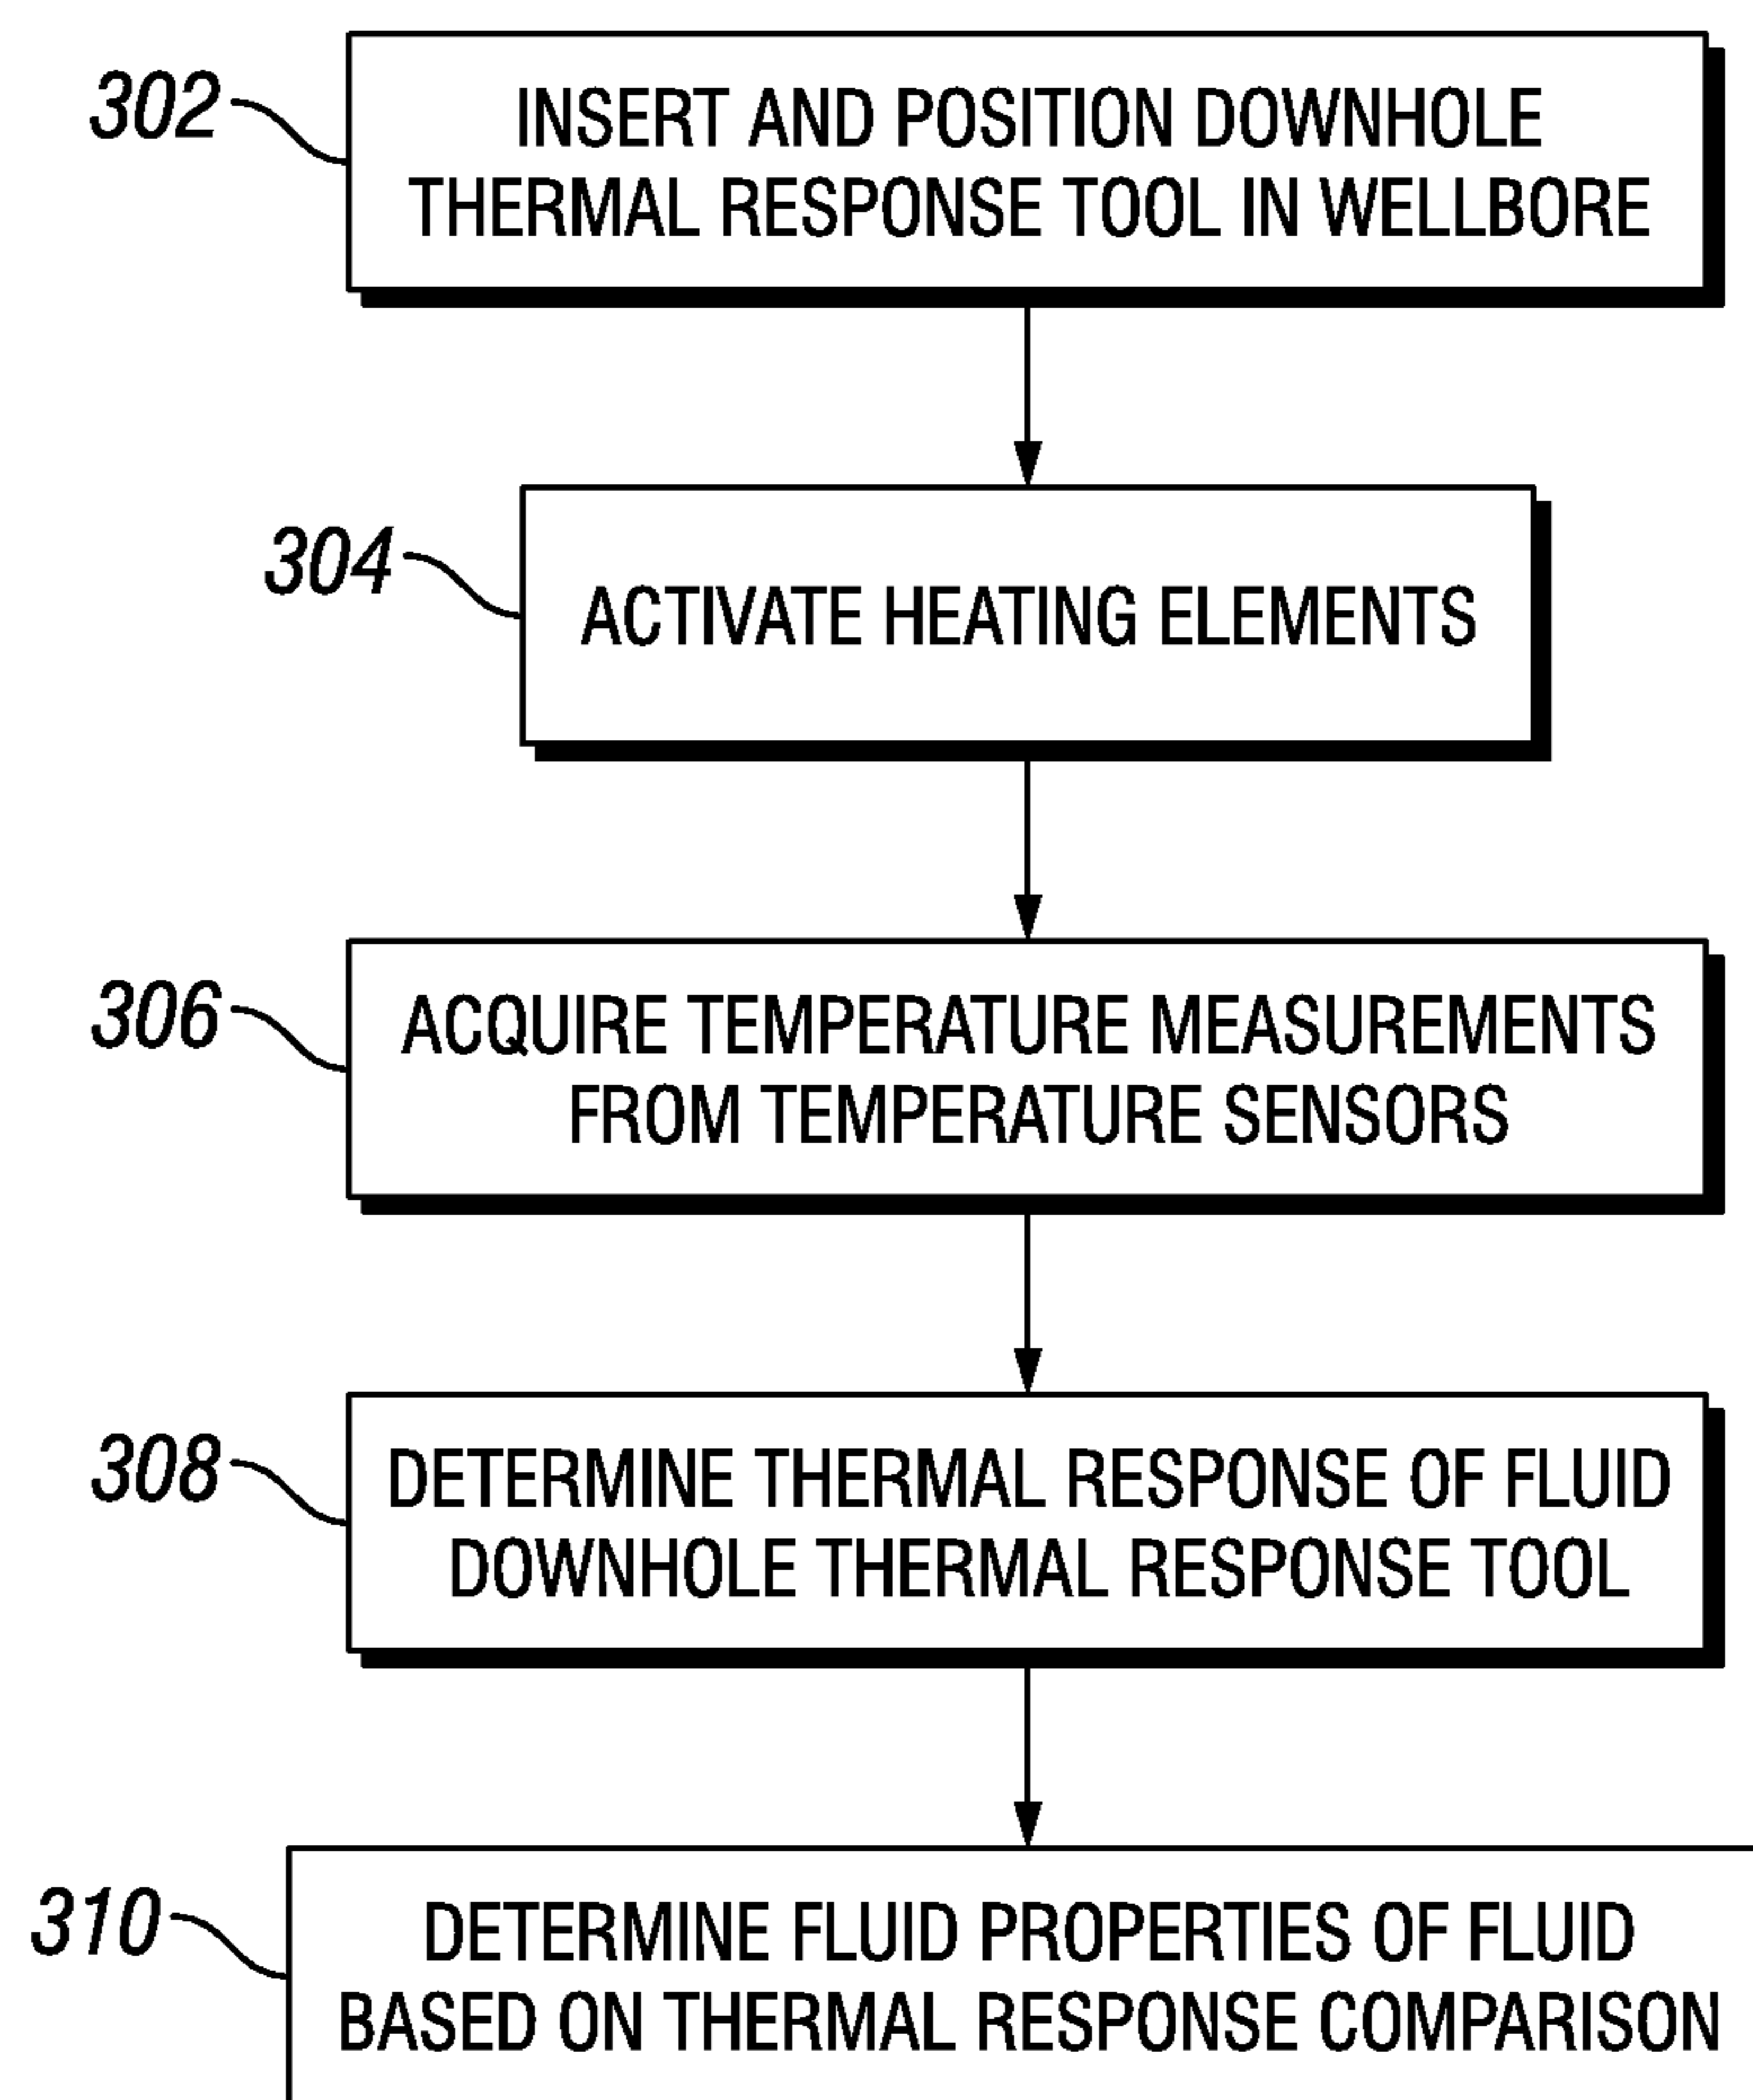 302
INSERT AND POSITION DOWNHOLE
THERMAL RESPONSE TOOL IN WELLBORE
304
ACTIVATE HEATING ELEMENTS
306
ACQUIRE TEMPERATURE MEASUREMENTS
FROM TEMPERATURE SENSORS
308
DETERMINE THERMAL RESPONSE OF FLUID
DOWNHOLE THERMAL RESPONSE TOOL
310
DETERMINE FLUID PROPERTIES OF FLUID
BASED ON THERMAL RESPONSE COMPARISON